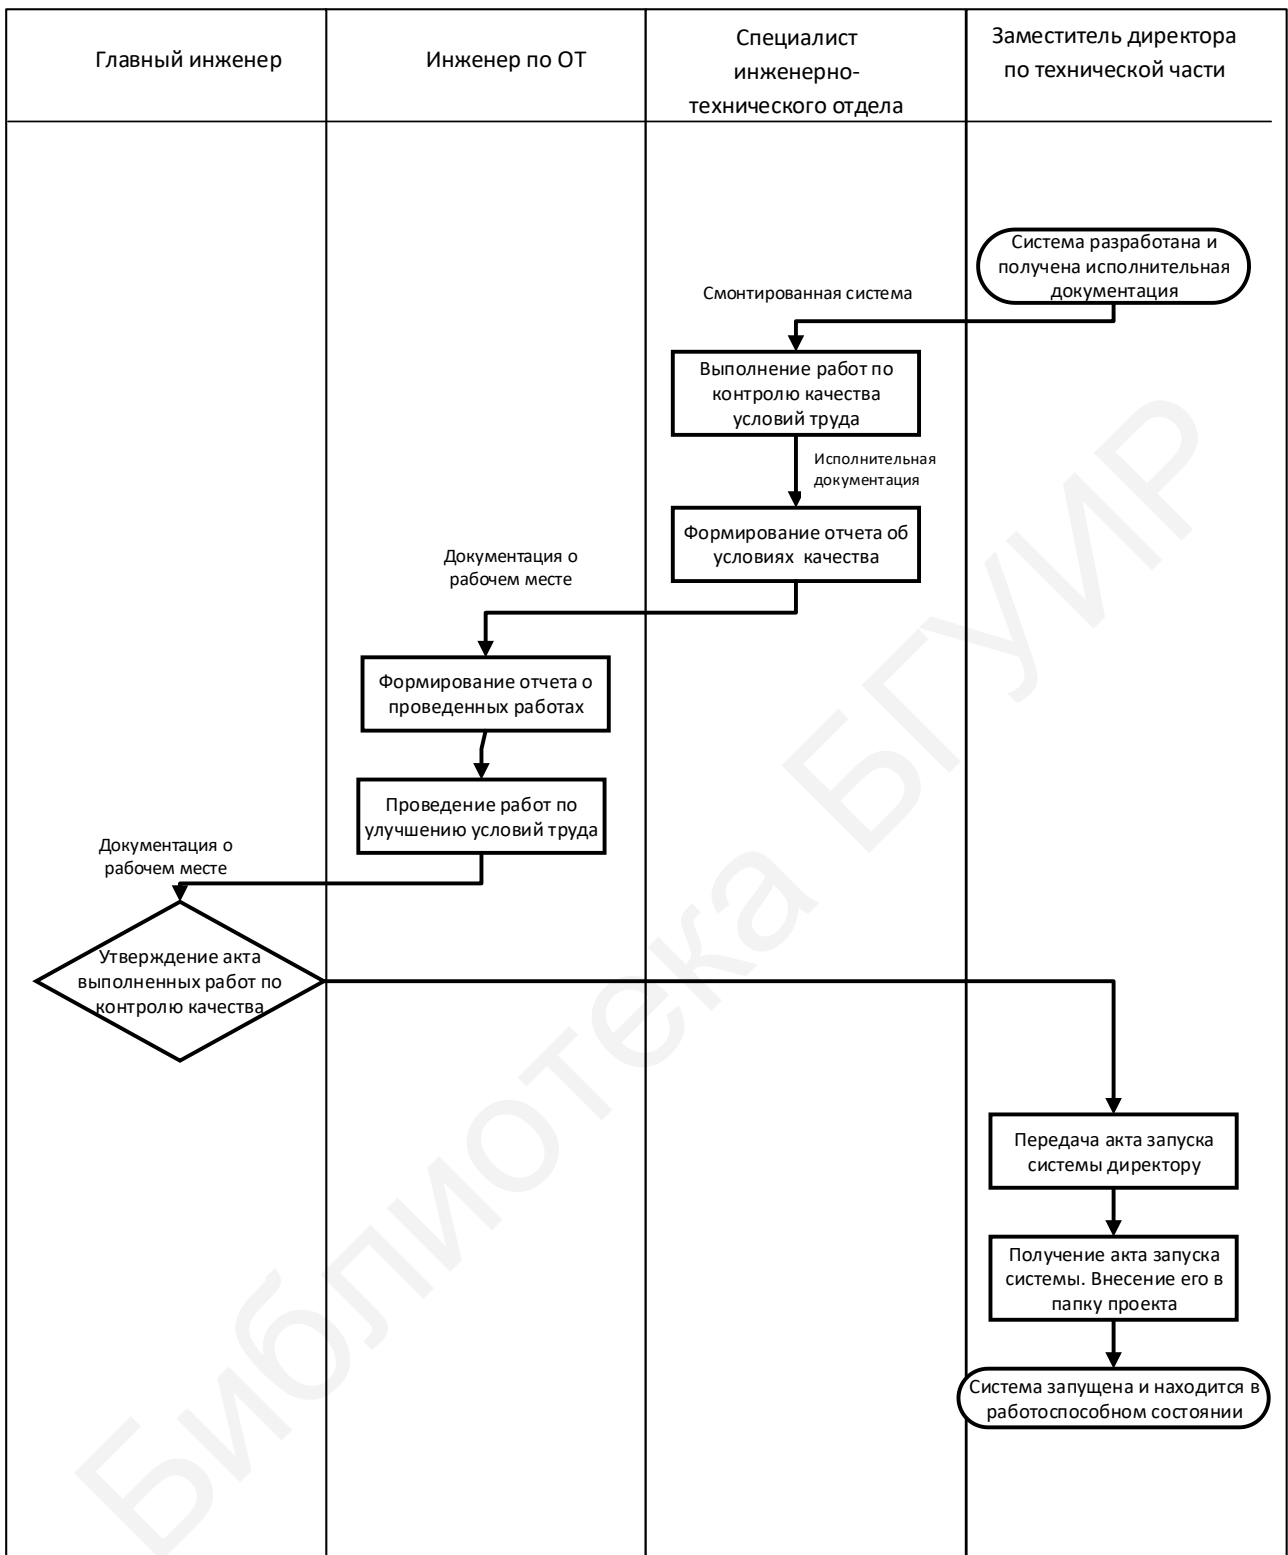 Главный инженер
Инженер по ОТ
Специалист
инженерно-
технического отдела
Заместитель директора
по технической части
Система разработана и
получена исполнительная
документация
Смонтированная система
Выполнение работ по
контролю качества
условий труда
Исполнительная
документация
Формирование отчета об
условиях качества
Документация о
рабочем месте
Формирование отчета о
проведенных работах
Проведение работ по
улучшению условий труда
Документация о
рабочем месте
Утверждение акта
выполненных работ по
контролю качества
Передача акта запуска
системы директору
Получение акта запуска
системы. Внесение его в
папку проекта
Система запущена и находится в
работоспособном состоянии
Библиотека БГУИР